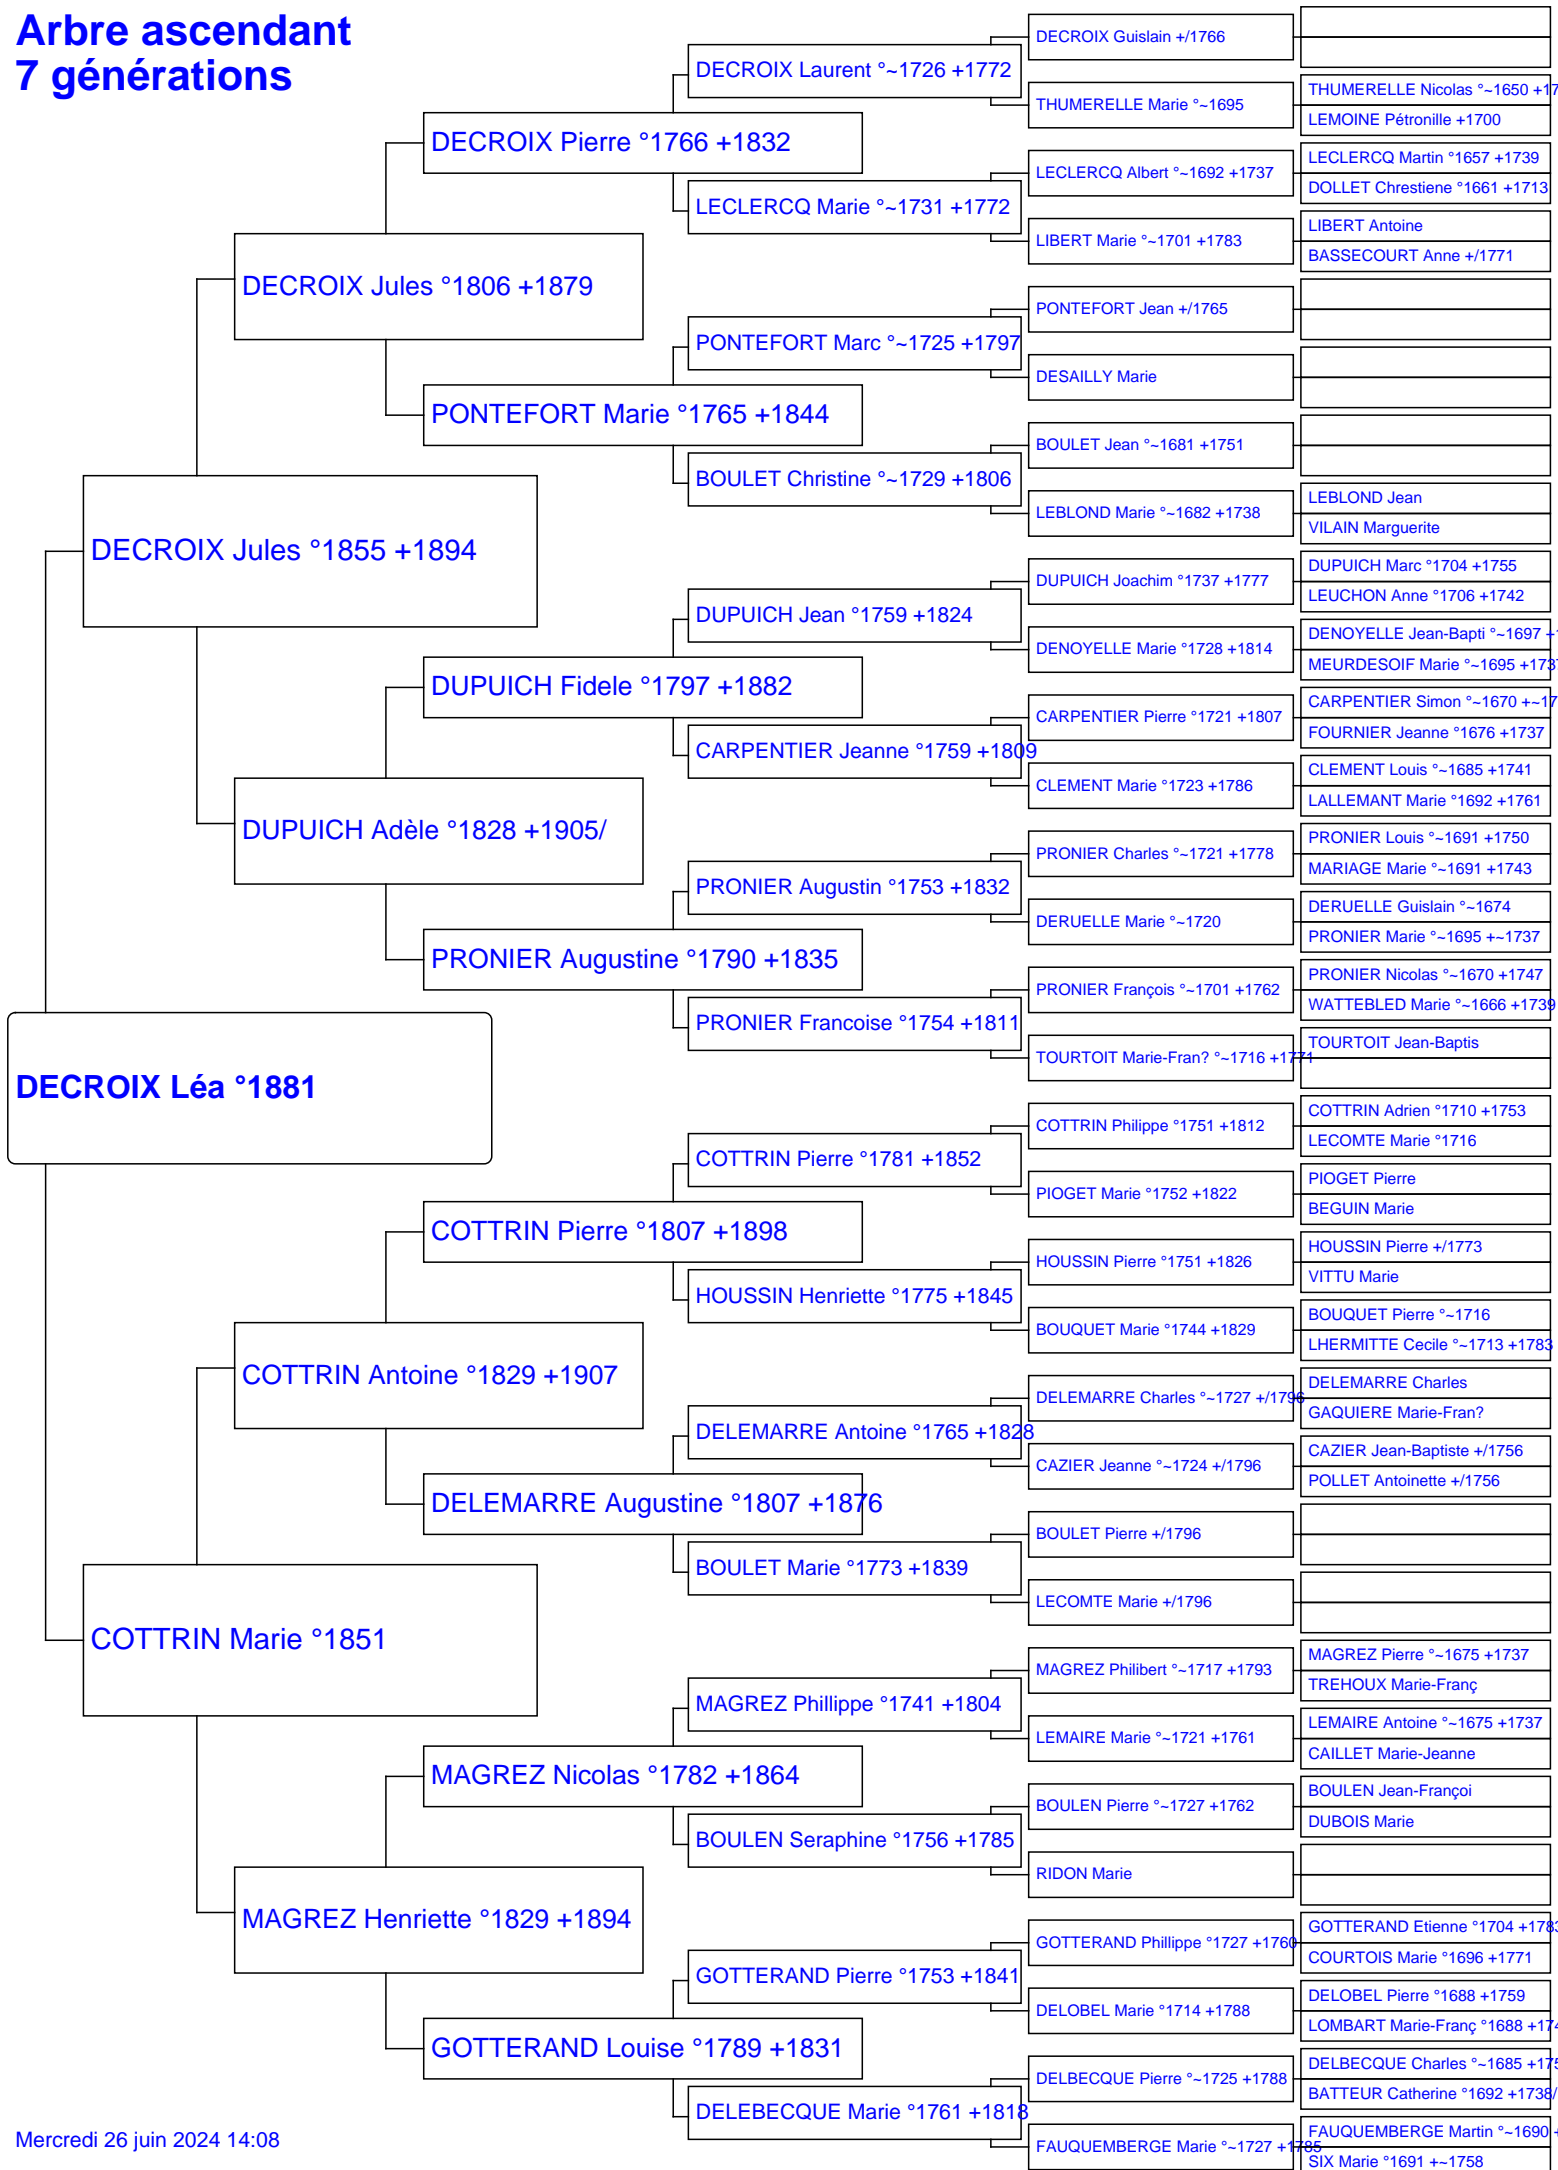 Arbre ascendant
7 générations
DECROIX Léa °1881
DECROIX Jules °1855 +1894
COTTRIN Marie °1851
DECROIX Jules °1806 +1879
DUPUICH Adèle °1828 +1905/
COTTRIN Antoine °1829 +1907
MAGREZ Henriette °1829 +1894
DECROIX Pierre °1766 +1832
PONTEFORT Marie °1765 +1844
DUPUICH Fidele °1797 +1882
PRONIER Augustine °1790 +1835
COTTRIN Pierre °1807 +1898
DELEMARRE Augustine °1807 +1876
MAGREZ Nicolas °1782 +1864
GOTTERAND Louise °1789 +1831
DECROIX Laurent °~1726 +1772
LECLERCQ Marie °~1731 +1772
PONTEFORT Marc °~1725 +1797
BOULET Christine °~1729 +1806
DUPUICH Jean °1759 +1824
CARPENTIER Jeanne °1759 +1809
PRONIER Augustin °1753 +1832
PRONIER Francoise °1754 +1811
COTTRIN Pierre °1781 +1852
HOUSSIN Henriette °1775 +1845
DELEMARRE Antoine °1765 +1828
BOULET Marie °1773 +1839
MAGREZ Phillippe °1741 +1804
BOULEN Seraphine °1756 +1785
GOTTERAND Pierre °1753 +1841
DELEBECQUE Marie °1761 +1818
DECROIX Guislain +/1766
THUMERELLE Marie °~1695
LECLERCQ Albert °~1692 +1737
LIBERT Marie °~1701 +1783
PONTEFORT Jean +/1765
DESAILLY Marie
BOULET Jean °~1681 +1751
LEBLOND Marie °~1682 +1738
DUPUICH Joachim °1737 +1777
DENOYELLE Marie °1728 +1814
CARPENTIER Pierre °1721 +1807
CLEMENT Marie °1723 +1786
PRONIER Charles °~1721 +1778
DERUELLE Marie °~1720
PRONIER François °~1701 +1762
TOURTOIT Marie-Fran? °~1716 +1771
COTTRIN Philippe °1751 +1812
PIOGET Marie °1752 +1822
HOUSSIN Pierre °1751 +1826
BOUQUET Marie °1744 +1829
DELEMARRE Charles °~1727 +/1796
CAZIER Jeanne °~1724 +/1796
BOULET Pierre +/1796
LECOMTE Marie +/1796
MAGREZ Philibert °~1717 +1793
LEMAIRE Marie °~1721 +1761
BOULEN Pierre °~1727 +1762
RIDON Marie
GOTTERAND Phillippe °1727 +1760
DELOBEL Marie °1714 +1788
DELBECQUE Pierre °~1725 +1788
FAUQUEMBERGE Marie °~1727 +1785
THUMERELLE Nicolas °~1650 +17
LEMOINE Pétronille +1700
LECLERCQ Martin °1657 +1739
DOLLET Chrestiene °1661 +1713
LIBERT Antoine
BASSECOURT Anne +/1771
LEBLOND Jean
VILAIN Marguerite
DUPUICH Marc °1704 +1755
LEUCHON Anne °1706 +1742
DENOYELLE Jean-Bapti °~1697 +
MEURDESOIF Marie °~1695 +1737
CARPENTIER Simon °~1670 +~17
FOURNIER Jeanne °1676 +1737
CLEMENT Louis °~1685 +1741
LALLEMANT Marie °1692 +1761
PRONIER Louis °~1691 +1750
MARIAGE Marie °~1691 +1743
DERUELLE Guislain °~1674
PRONIER Marie °~1695 +~1737
PRONIER Nicolas °~1670 +1747
WATTEBLED Marie °~1666 +1739
TOURTOIT Jean-Baptis
COTTRIN Adrien °1710 +1753
LECOMTE Marie °1716
PIOGET Pierre
BEGUIN Marie
HOUSSIN Pierre +/1773
VITTU Marie
BOUQUET Pierre °~1716
LHERMITTE Cecile °~1713 +1783
DELEMARRE Charles
GAQUIERE Marie-Fran?
CAZIER Jean-Baptiste +/1756
POLLET Antoinette +/1756
MAGREZ Pierre °~1675 +1737
TREHOUX Marie-Franç
LEMAIRE Antoine °~1675 +1737
CAILLET Marie-Jeanne
BOULEN Jean-Françoi
DUBOIS Marie
GOTTERAND Etienne °1704 +1783
COURTOIS Marie °1696 +1771
DELOBEL Pierre °1688 +1759
LOMBART Marie-Franç °1688 +174
DELBECQUE Charles °~1685 +175
BATTEUR Catherine °1692 +1738/
FAUQUEMBERGE Martin °~1690 +
SIX Marie °1691 +~1758
Mercredi 26 juin 2024 14:08